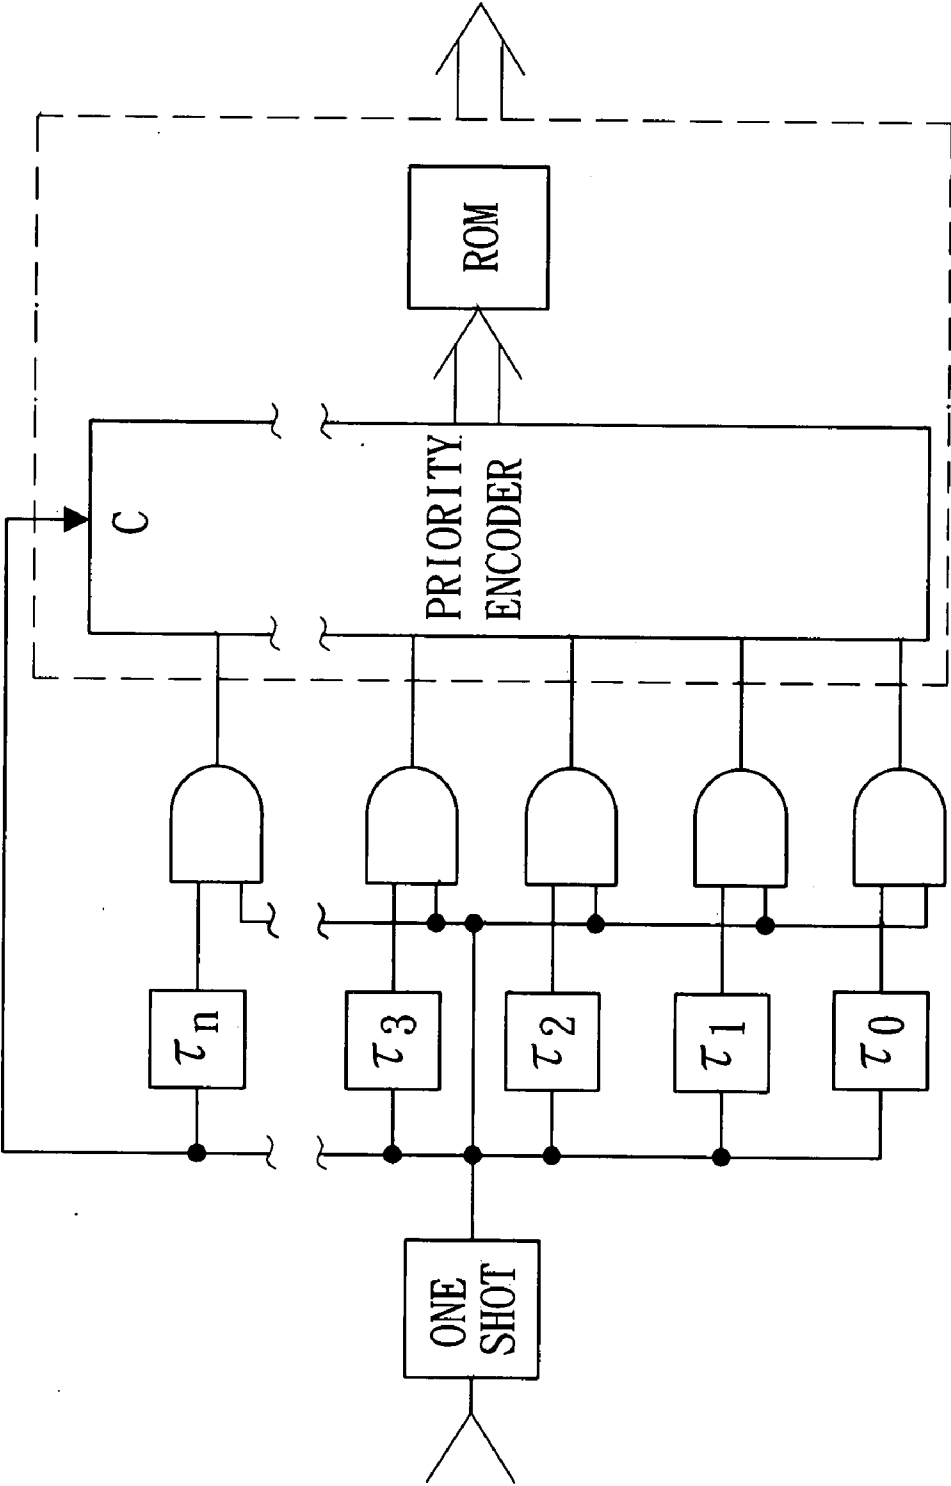 ONE
SHOT
τn
τ3
τ2
τ1
τ0
C
PRIORITY
ENCODER
ROM